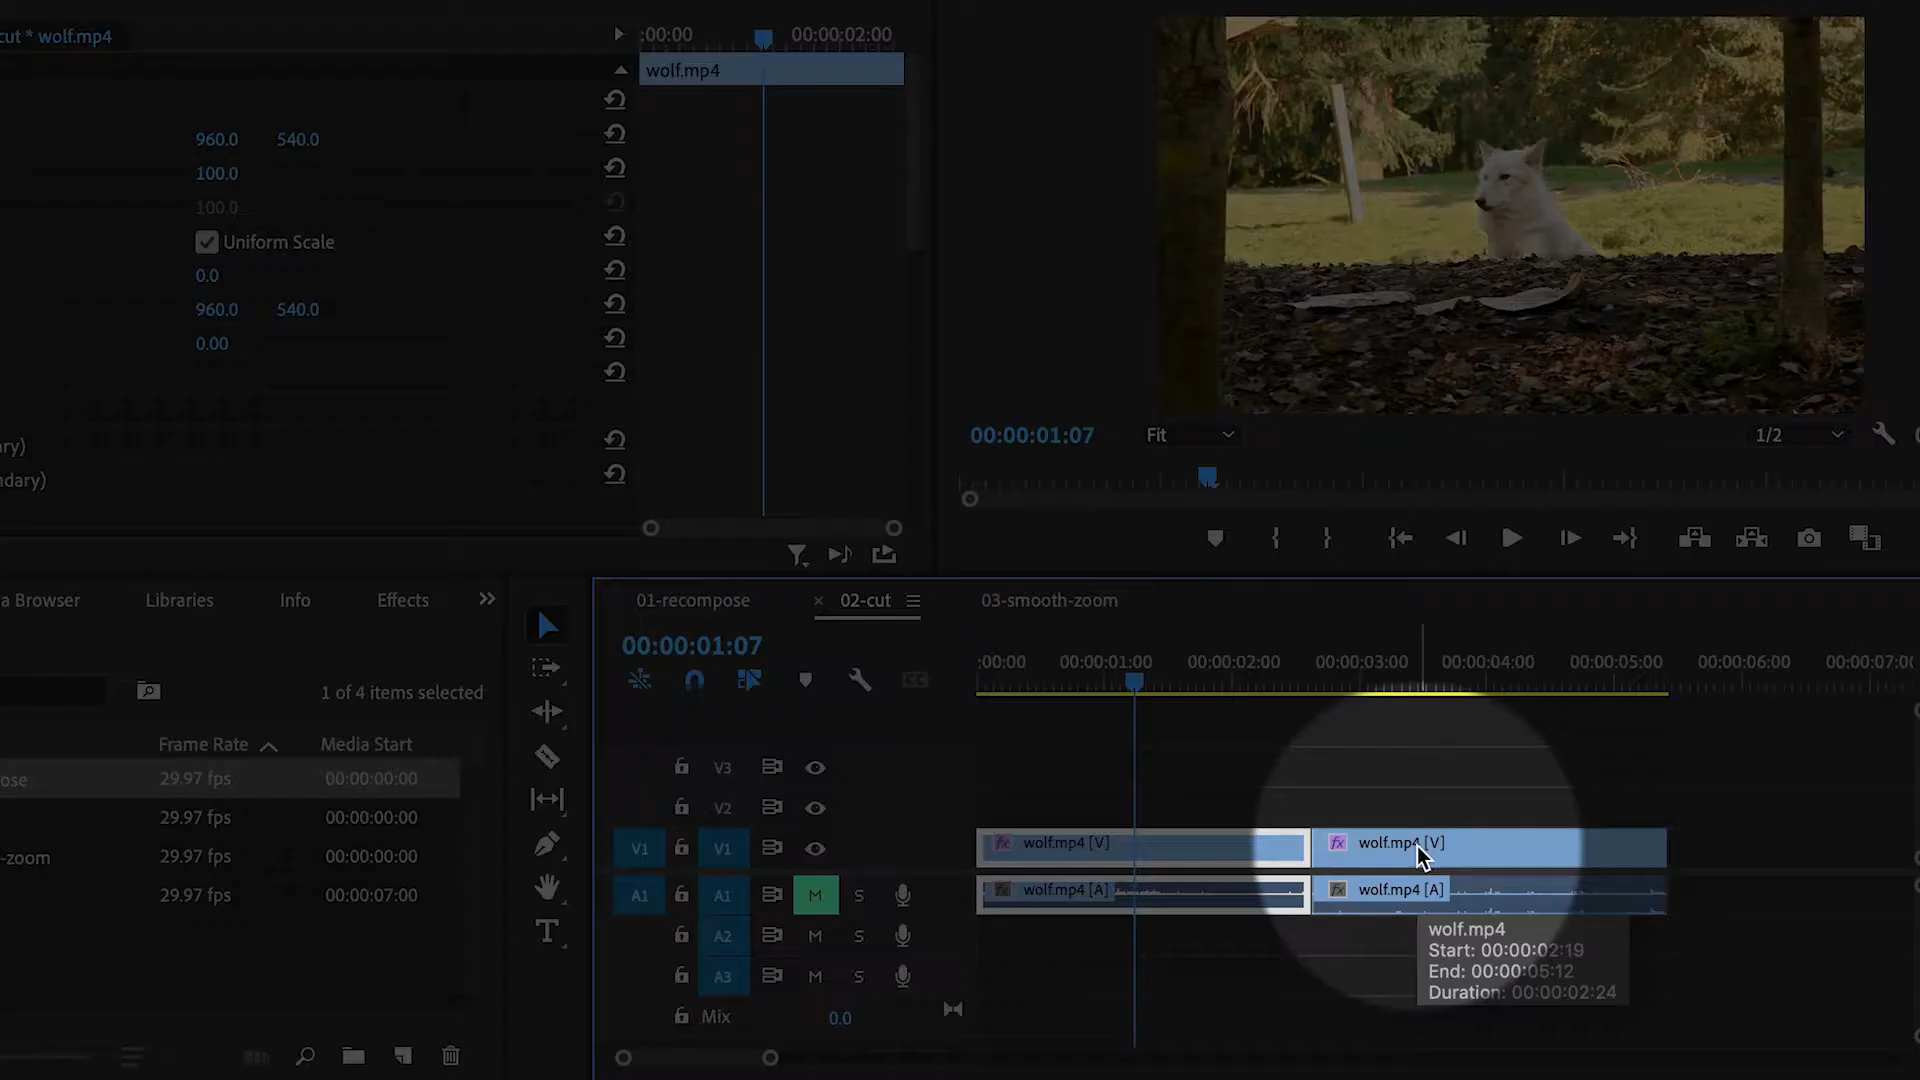 cut * wolf.mp4
:00:00
00:00:02:00
wolf.mp4
960.0 540.0
100.0
100.0
Uniform Scale
0.0
960.0 540.0
0.00
ary)
ndary)
00:00:01:07
Fit
1/2
a Browser
Libraries
Info
Effects
01-recompose
02-cut
03-smooth-zoom
00:00:01:07
:00:00 00:00:01:00 00:00:02:00 00:00:03:00 00:00:04:00 00:00:05:00 00:00:06:00 00:00:07:00
CC
1 of 4 items selected
Frame Rate
Media Start
ose 29.97 fps 00:00:00:00
29.97 fps 00:00:00:00
-zoom 29.97 fps 00:00:00:00
29.97 fps 00:00:07:00
V3
V2
V1 V1
fx wolf.mp4 [V]
fx wolf.mp4 [V]
A1 A1 M S
fx wolf.mp4 [A]
fx wolf.mp4 [A]
A2 M S
A3 M S
Mix 0.0
wolf.mp4
Start: 00:00:02:19
End: 00:00:05:12
Duration: 00:00:02:24
T